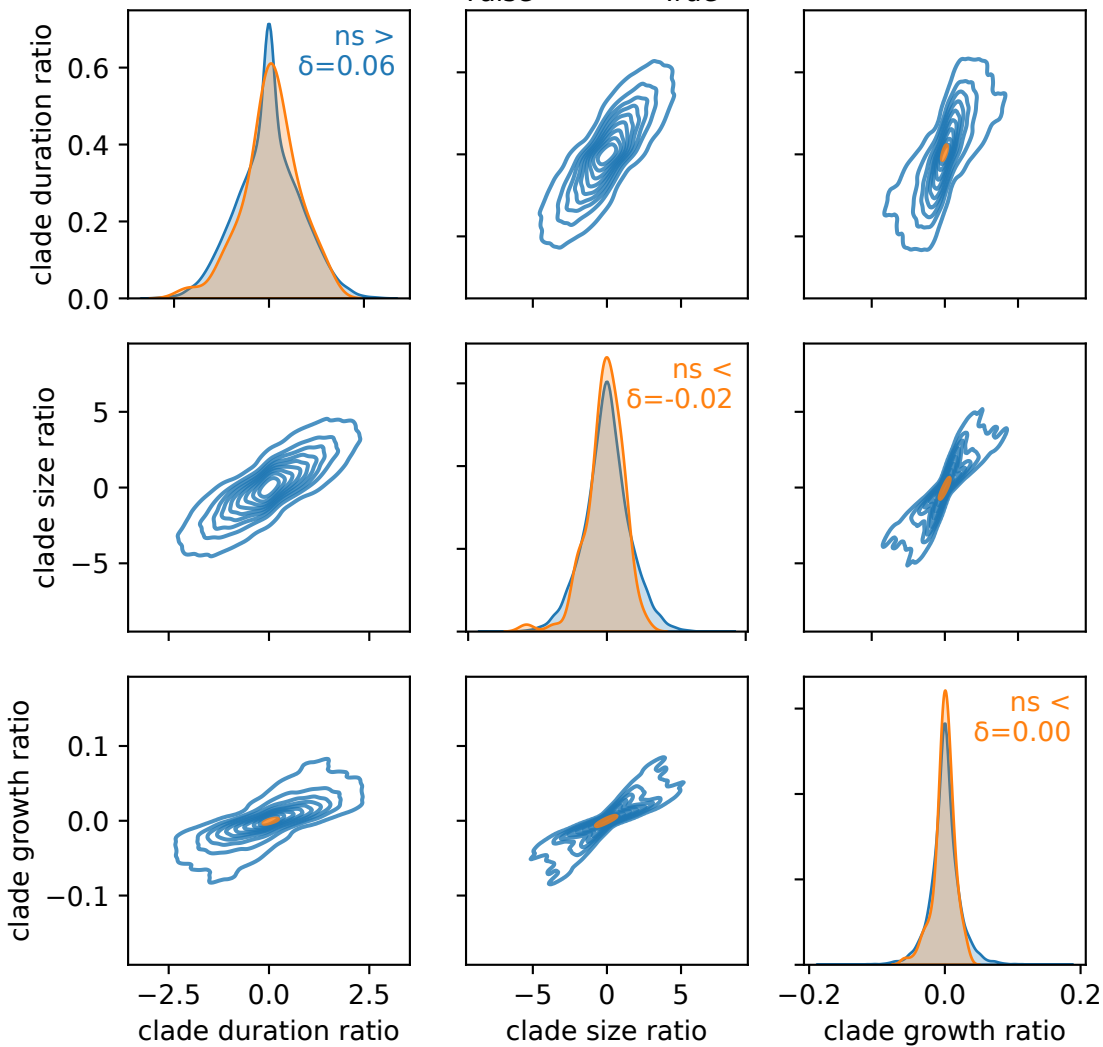 clade duration ratio
0.6
0.4
0.2
0.0
ns >
δ=0.06
clade size ratio
5
0
−5
ns <
δ=-0.02
clade growth ratio
0.1
0.0
−0.1
ns <
δ=0.00
−2.5 0.0 2.5
−5 0 5
−0.2 0.0 0.2
clade duration ratio
clade size ratio
clade growth ratio